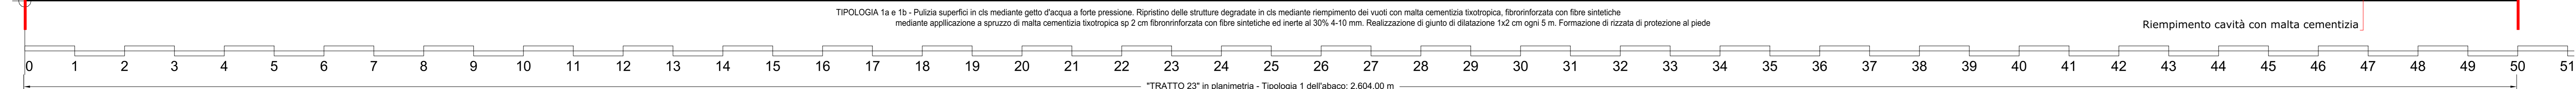 TIPOLOGIA 1a e 1b - Pulizia superfici in cls mediante getto d'acqua a forte pressione. Ripristino delle strutture degradate in cls mediante riempimento dei vuoti con malta cementizia tixotropica, fibrorinforzata con fibre sintetiche
mediante appllicazione a spruzzo di malta cementizia tixotropica sp 2 cm fibronrinforzata con fibre sintetiche ed inerte al 30% 4-10 mm. Realizzazione di giunto di dilatazione 1x2 cm ogni 5 m. Formazione di rizzata di protezione al piede
Riempimento cavità con malta cementizia
0 1 2 3 4 5 6 7 8 9 10 11 12 13 14 15 16 17 18 19 20 21 22 23 24 25 26 27 28 29 30 31 32 33 34 35 36 37 38 39 40 41 42 43 44 45 46 47 48 49 50 51
"TRATTO 23" in planimetria - Tipologia 1 dell'abaco: 2.604,00 m